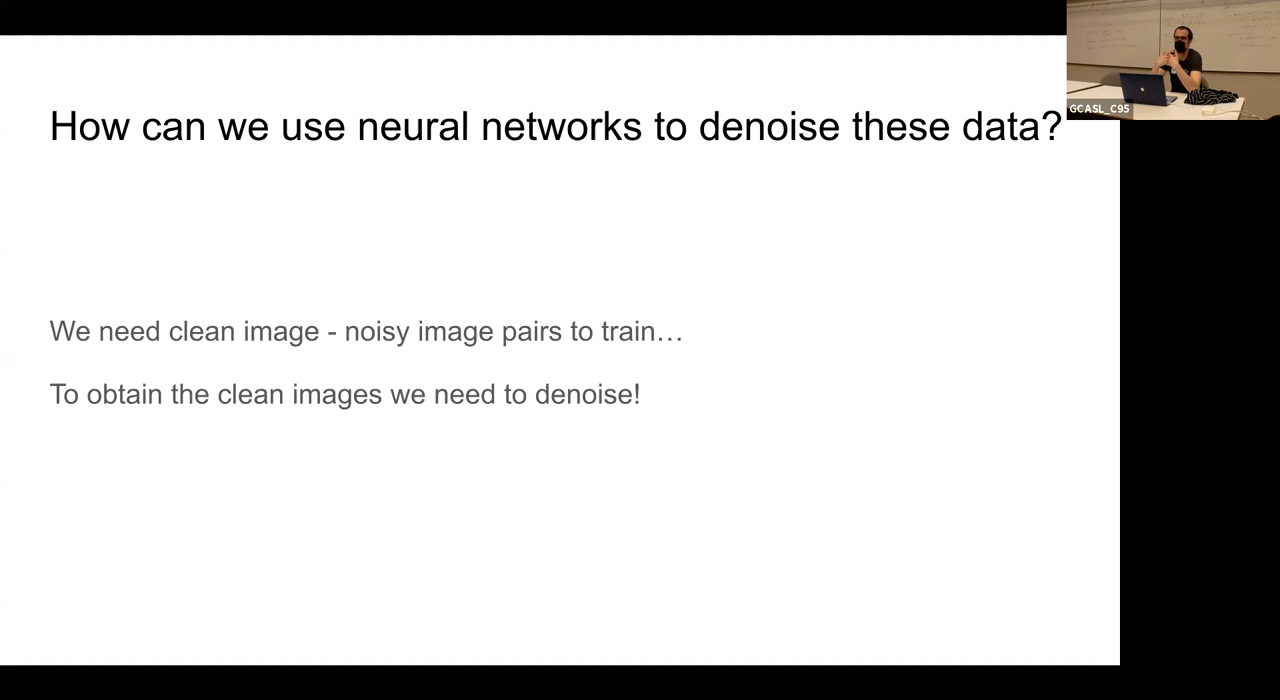 How can we use neural networks to denoise these data?
GCASL_C95
We need clean image - noisy image pairs to train…
To obtain the clean images we need to denoise!